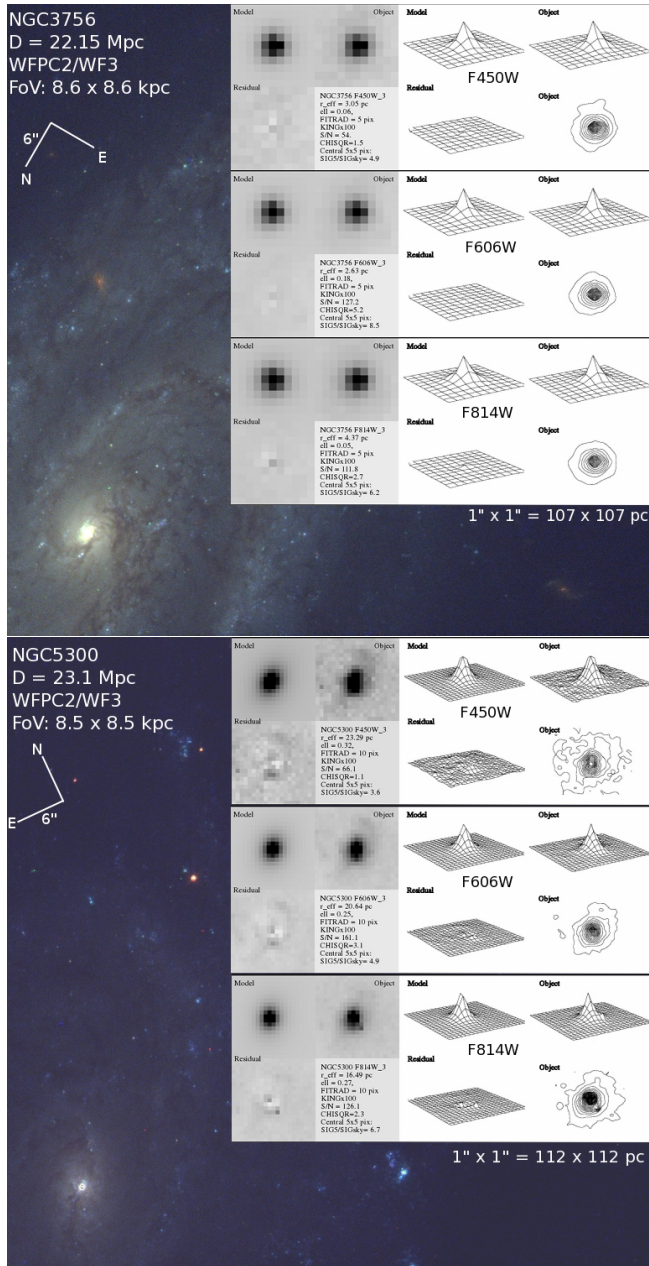 NGC3756
D = 22.15 Mpc
WFPC2/WF3
FoV: 8.6 x 8.6 kpc
6"
E
N
Model
Object
Residual
NGC3756 F450W_3
r_eff = 3.05 pc
ell = 0.06,
FITRAD = 5 pix
KINGx100
S/N = 54.
CHISQR=1.5
Central 5x5 pix:
SIG5/SIGsky= 4.9
Model
Object
F450W
Residual
Object
Model
Object
Residual
NGC3756 F606W_3
r_eff = 2.63 pc
ell = 0.18,
FITRAD = 5 pix
KINGx100
S/N = 127.2
CHISQR=5.2
Central 5x5 pix:
SIG5/SIGsky= 8.5
Model
Object
F606W
Residual
Object
Model
Object
Residual
NGC3756 F814W_3
r_eff = 4.37 pc
ell = 0.05,
FITRAD = 5 pix
KINGx100
S/N = 111.8
CHISQR=2.7
Central 5x5 pix:
SIG5/SIGsky= 6.2
Model
Object
F814W
Residual
Object
1" x 1" = 107 x 107 pc
NGC5300
D = 23.1 Mpc
WFPC2/WF3
FoV: 8.5 x 8.5 kpc
N
E
6"
Model
Object
Residual
NGC5300 F450W_3
r_eff = 23.29 pc
ell = 0.32,
FITRAD = 10 pix
KINGx100
S/N = 66.1
CHISQR=1.1
Central 5x5 pix:
SIG5/SIGsky= 3.6
Model
Object
F450W
Residual
Object
Model
Object
Residual
NGC5300 F606W_3
r_eff = 20.64 pc
ell = 0.25,
FITRAD = 10 pix
KINGx100
S/N = 161.1
CHISQR=3.1
Central 5x5 pix:
SIG5/SIGsky= 4.9
Model
Object
F606W
Residual
Object
Model
Object
Residual
NGC5300 F814W_3
r_eff = 16.49 pc
ell = 0.27,
FITRAD = 10 pix
KINGx100
S/N = 126.1
CHISQR=2.3
Central 5x5 pix:
SIG5/SIGsky= 6.7
Model
Object
F814W
Residual
Object
1" x 1" = 112 x 112 pc